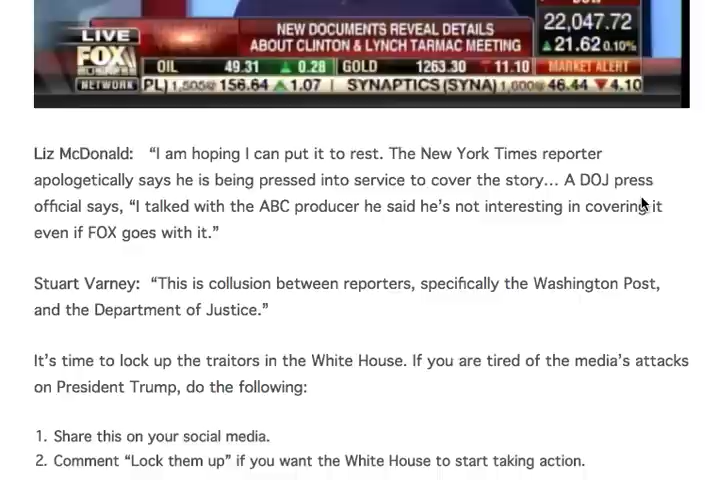 DOW
LIVE
NEW DOCUMENTS REVEAL DETAILS
ABOUT CLINTON & LYNCH TARMAC MEETING
22,047.72
▲ 21.62 0.10%
FOX
BUSINESS
NETWORK
OIL 49.31 ▲ 0.28 GOLD 1263.30 ▼ 11.10 MARKET ALERT
PL) 1,505@ 156.64 ▲ 1.07 SYNAPTICS (SYNA) 1,600@ 46.44 ▼ 4.10
Liz McDonald: “I am hoping I can put it to rest. The New York Times reporter
apologetically says he is being pressed into service to cover the story... A DOJ press
official says, “I talked with the ABC producer he said he’s not interesting in covering it
even if FOX goes with it.”
Stuart Varney: “This is collusion between reporters, specifically the Washington Post,
and the Department of Justice.”
It’s time to lock up the traitors in the White House. If you are tired of the media’s attacks
on President Trump, do the following:
1. Share this on your social media.
2. Comment “Lock them up” if you want the White House to start taking action.